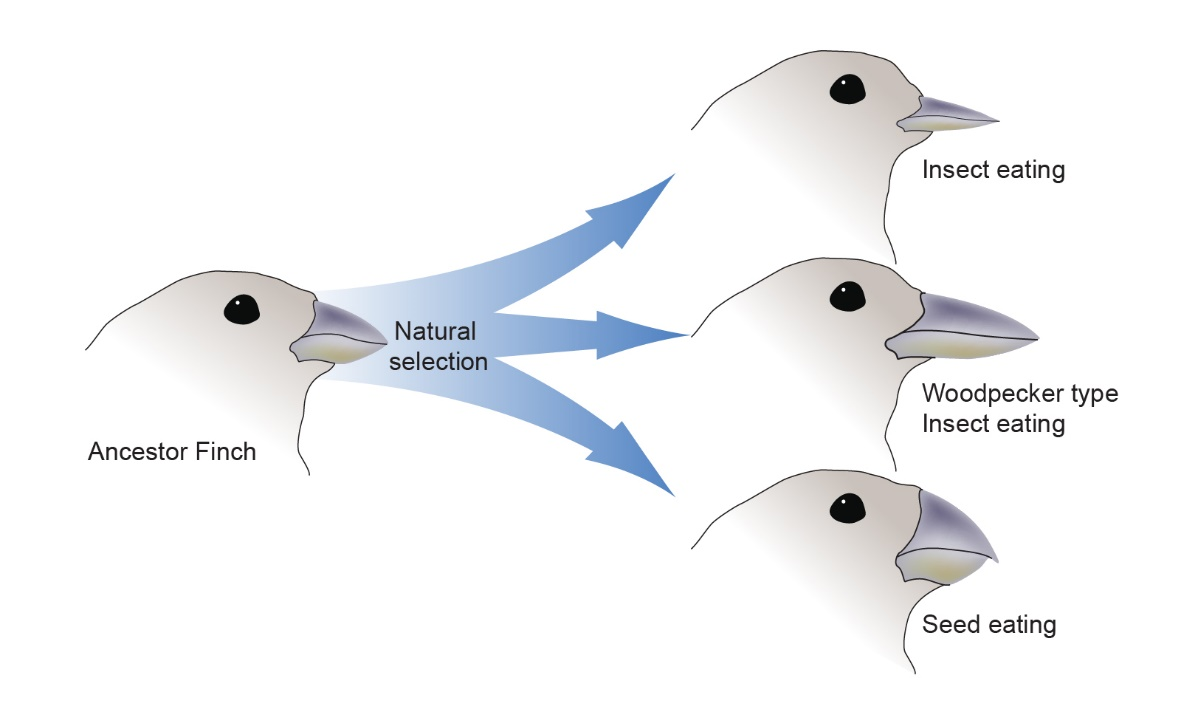 Ancestor Finch
Natural
selection
Insect eating
Woodpecker type
Insect eating
Seed eating